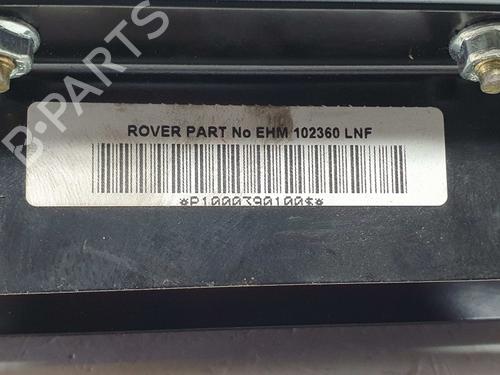 ROVER PART No EHM 102360 LNF
*P1000390100$*
B-PARTS